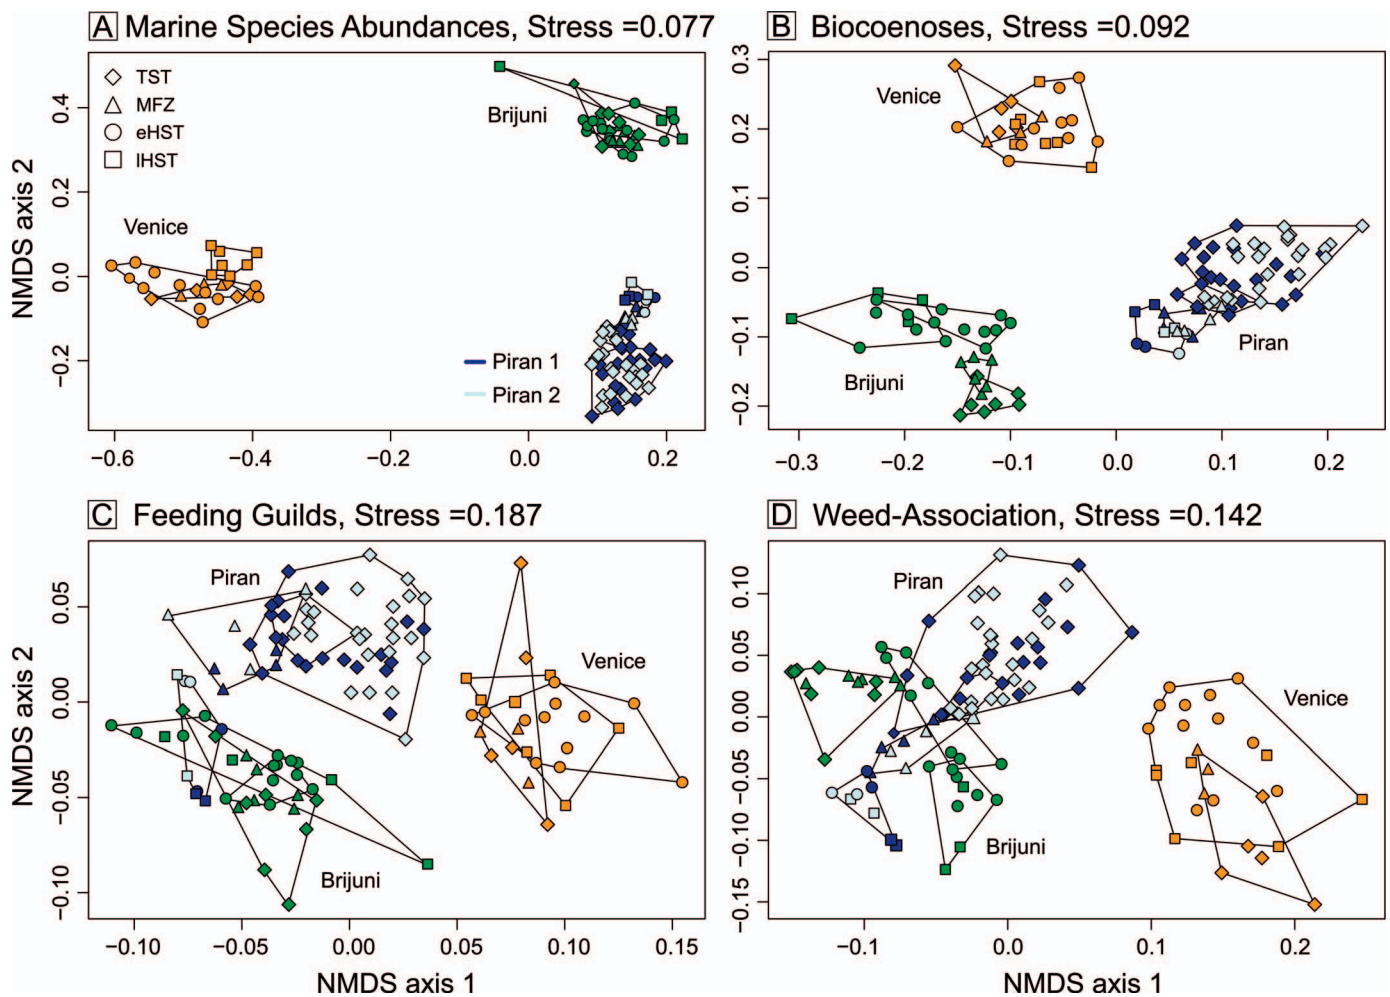 A Marine Species Abundances, Stress =0.077
TST
MFZ
eHST
lHST
Brijuni
Venice
Piran 1
Piran 2
NMDS axis 2
0.4
0.2
0.0
−0.2
−0.6
−0.4
−0.2
0.0
0.2
B Biocoenoses, Stress =0.092
Venice
Piran
Brijuni
0.3
0.2
0.1
0.0
−0.1
−0.2
−0.3
−0.2
−0.1
0.0
0.1
0.2
C Feeding Guilds, Stress =0.187
Piran
Venice
Brijuni
NMDS axis 2
0.05
0.00
−0.05
−0.10
−0.10
−0.05
0.00
0.05
0.10
0.15
NMDS axis 1
D Weed-Association, Stress =0.142
Piran
Venice
Brijuni
0.10
0.05
0.00
−0.05
−0.10
−0.15
−0.1
0.0
0.1
0.2
NMDS axis 1